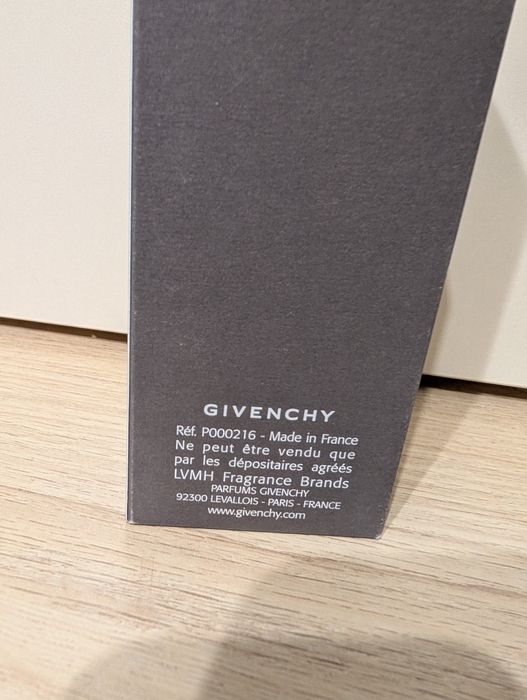 GIVENCHY
Réf. P000216 - Made in France
Ne peut être vendu que
par les dépositaires agréés
LVMH Fragrance Brands
PARFUMS GIVENCHY
92300 LEVALLOIS - PARIS - FRANCE
www.givenchy.com